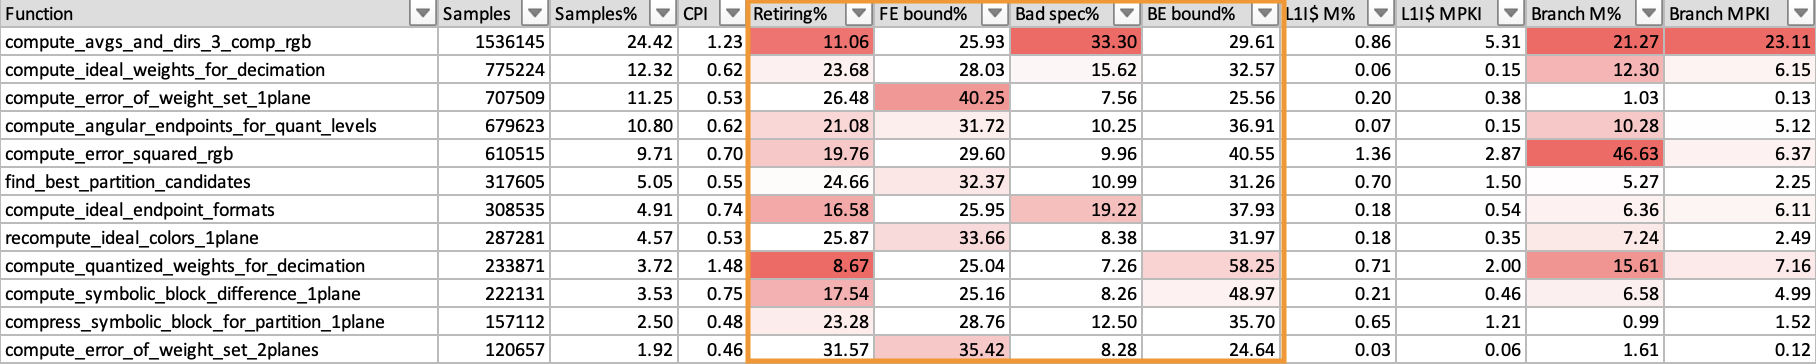 Function Samples Samples% CPI Retiring% FE bound% Bad spec% BE bound% L1I$ M% L1I$ MPKI Branch M% Branch MPKI
compute_avgs_and_dirs_3_comp_rgb 1536145 24.42 1.23 11.06 25.93 33.30 29.61 0.86 5.31 21.27 23.11
compute_ideal_weights_for_decimation 775224 12.32 0.62 23.68 28.03 15.62 32.57 0.06 0.15 12.30 6.15
compute_error_of_weight_set_1plane 707509 11.25 0.53 26.48 40.25 7.56 25.56 0.20 0.38 1.03 0.13
compute_angular_endpoints_for_quant_levels 679623 10.80 0.62 21.08 31.72 10.25 36.91 0.07 0.15 10.28 5.12
compute_error_squared_rgb 610515 9.71 0.70 19.76 29.60 9.96 40.55 1.36 2.87 46.63 6.37
find_best_partition_candidates 317605 5.05 0.55 24.66 32.37 10.99 31.26 0.70 1.50 5.27 2.25
compute_ideal_endpoint_formats 308535 4.91 0.74 16.58 25.95 19.22 37.93 0.18 0.54 6.36 6.11
recompute_ideal_colors_1plane 287281 4.57 0.53 25.87 33.66 8.38 31.97 0.18 0.35 7.24 2.49
compute_quantized_weights_for_decimation 233871 3.72 1.48 8.67 25.04 7.26 58.25 0.71 2.00 15.61 7.16
compute_symbolic_block_difference_1plane 222131 3.53 0.75 17.54 25.16 8.26 48.97 0.21 0.46 6.58 4.99
compress_symbolic_block_for_partition_1plane 157112 2.50 0.48 23.28 28.76 12.50 35.70 0.65 1.21 0.99 1.52
compute_error_of_weight_set_2planes 120657 1.92 0.46 31.57 35.42 8.28 24.64 0.03 0.06 1.61 0.12